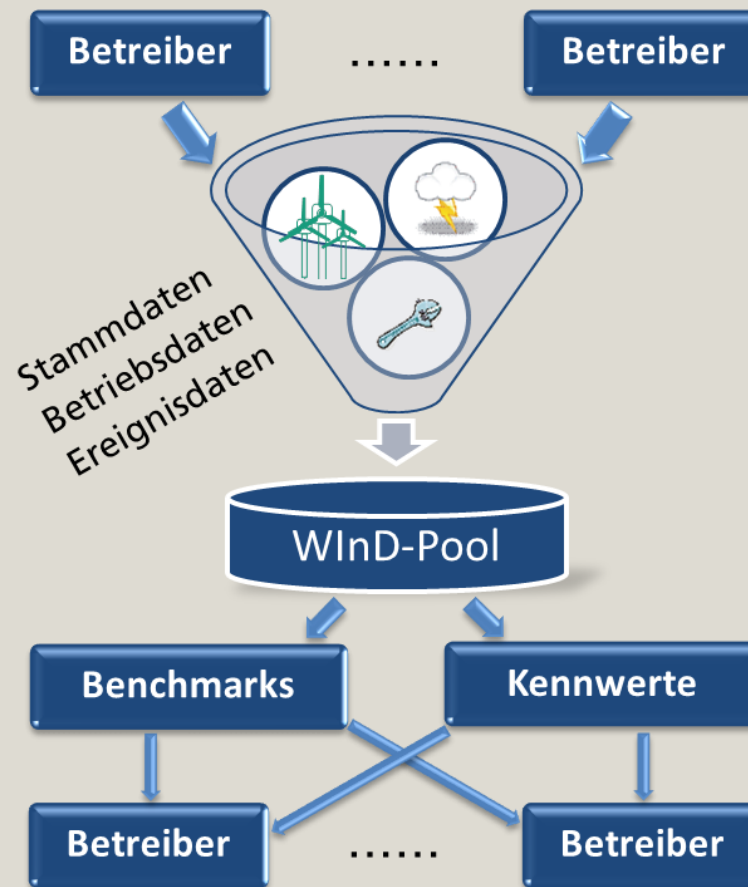 Betreiber ...... Betreiber
Stammdaten
Betriebsdaten
Ereignisdaten
WInD-Pool
Benchmarks Kennwerte
Betreiber ...... Betreiber